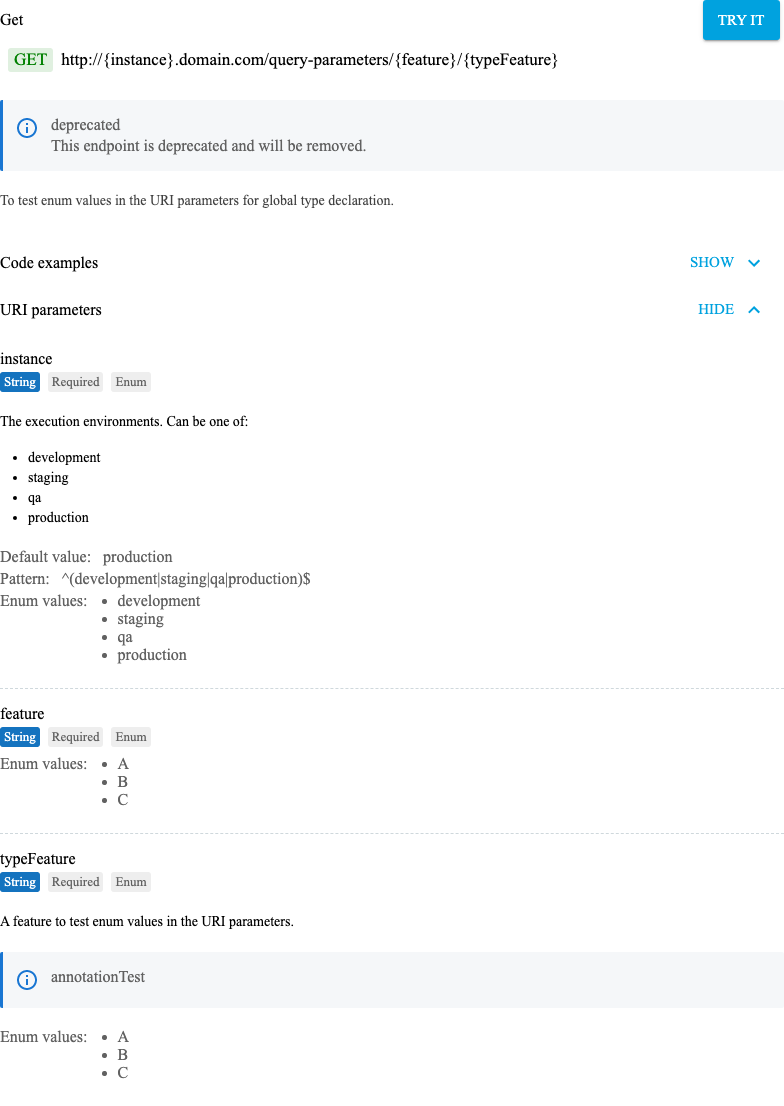 Get
TRY IT
GET http://{instance}.domain.com/query-parameters/{feature}/{typeFeature}
deprecated
This endpoint is deprecated and will be removed.
To test enum values in the URI parameters for global type declaration.
Code examples SHOW
URI parameters HIDE
instance
String Required Enum
The execution environments. Can be one of:
• development
• staging
• qa
• production
Default value: production
Pattern: ^(development|staging|qa|production)$
Enum values: • development
• staging
• qa
• production
feature
String Required Enum
Enum values: • A
• B
• C
typeFeature
String Required Enum
A feature to test enum values in the URI parameters.
annotationTest
Enum values: • A
• B
• C